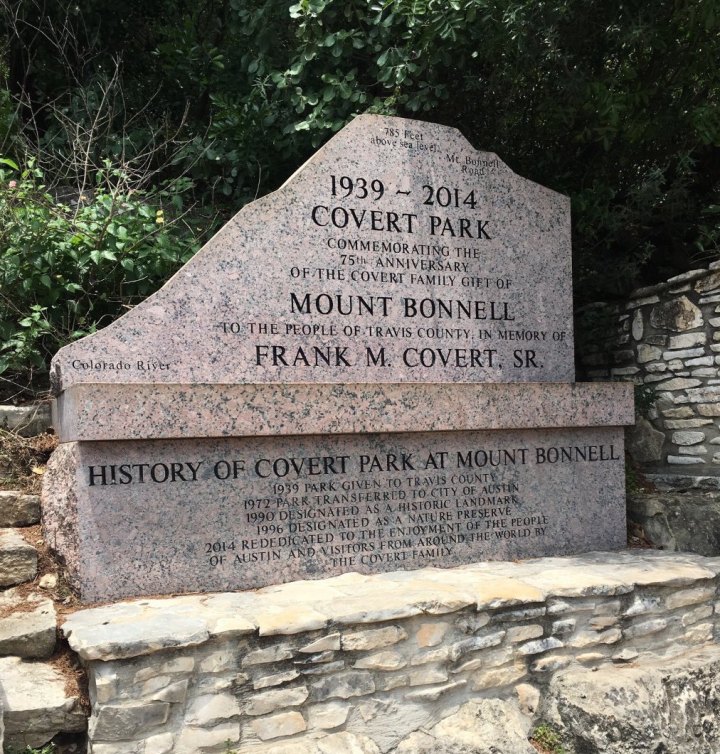 785 Feet
above sea level
Mt. Bonnell
Road
1939 ~ 2014
COVERT PARK
COMMEMORATING THE
75th ANNIVERSARY
OF THE COVERT FAMILY GIFT OF
MOUNT BONNELL
TO THE PEOPLE OF TRAVIS COUNTY, IN MEMORY OF
FRANK M. COVERT, SR.
Colorado River
HISTORY OF COVERT PARK AT MOUNT BONNELL
1939 PARK GIVEN TO TRAVIS COUNTY
1972 PARK TRANSFERRED TO CITY OF AUSTIN
1990 DESIGNATED AS A HISTORIC LANDMARK
1996 DESIGNATED AS A NATURE PRESERVE
2014 REDEDICATED TO THE ENJOYMENT OF THE PEOPLE
OF AUSTIN AND VISITORS FROM AROUND THE WORLD BY
THE COVERT FAMILY